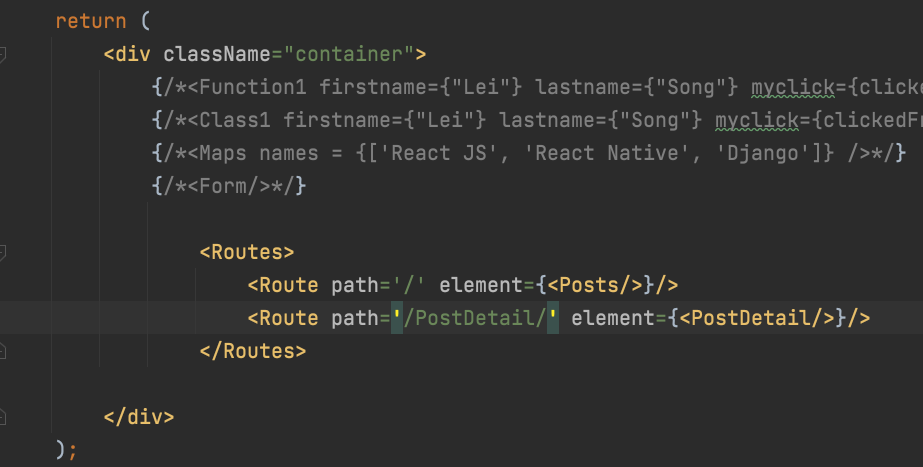 return (
<div className="container">
{/*<Function1 firstname={"Lei"} lastname={"Song"} myclick={clicke
{/*<Class1 firstname={"Lei"} lastname={"Song"} myclick={clickedFr
{/*<Maps names = {['React JS', 'React Native', 'Django']} />*/}
{/*<Form/>*/}
<Routes>
<Route path='/' element={<Posts/>}/>
<Route path='/PostDetail/' element={<PostDetail/>}/>
</Routes>
</div>
);